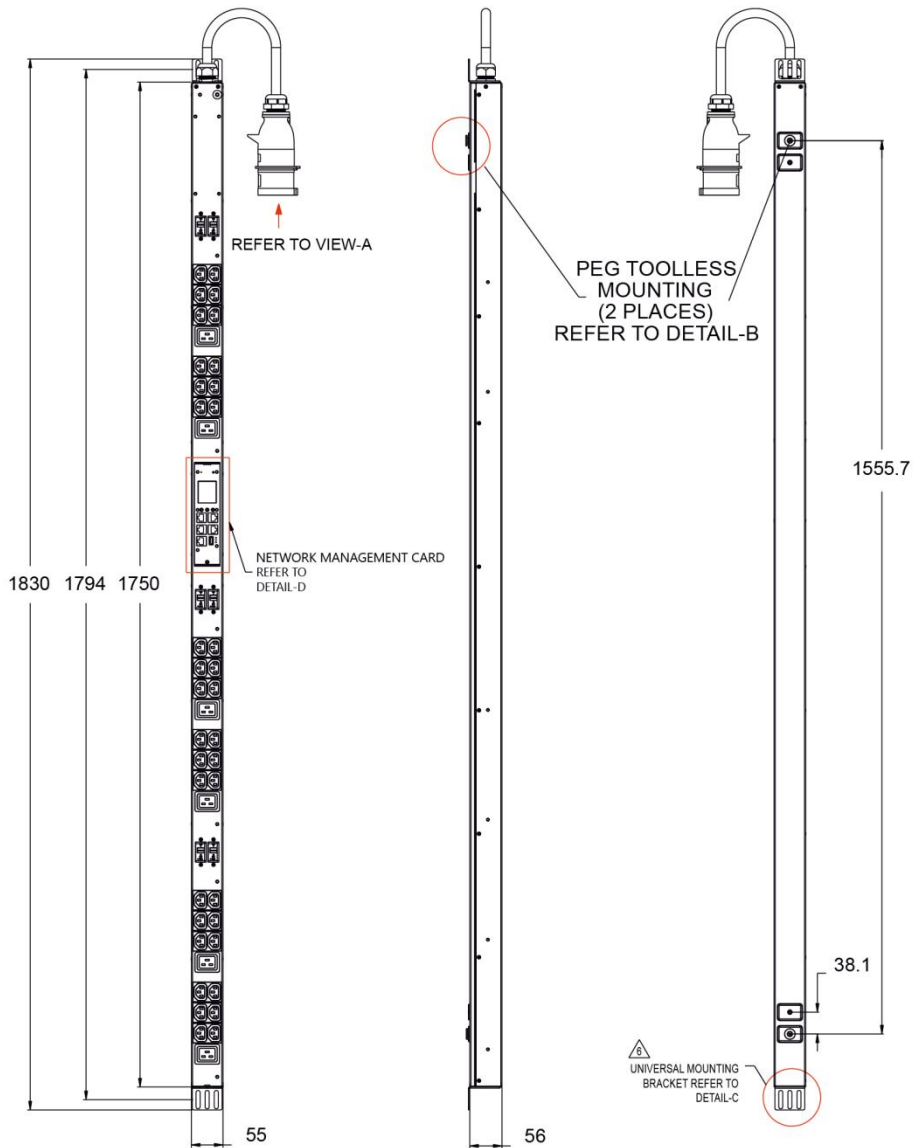 REFER TO VIEW-A
PEG TOOLLESS
MOUNTING
(2 PLACES)
REFER TO DETAIL-B
1555.7
NETWORK MANAGEMENT CARD
REFER TO
DETAIL-D
1830
1794
1750
38.1
6
UNIVERSAL MOUNTING
BRACKET REFER TO
DETAIL-C
55
56